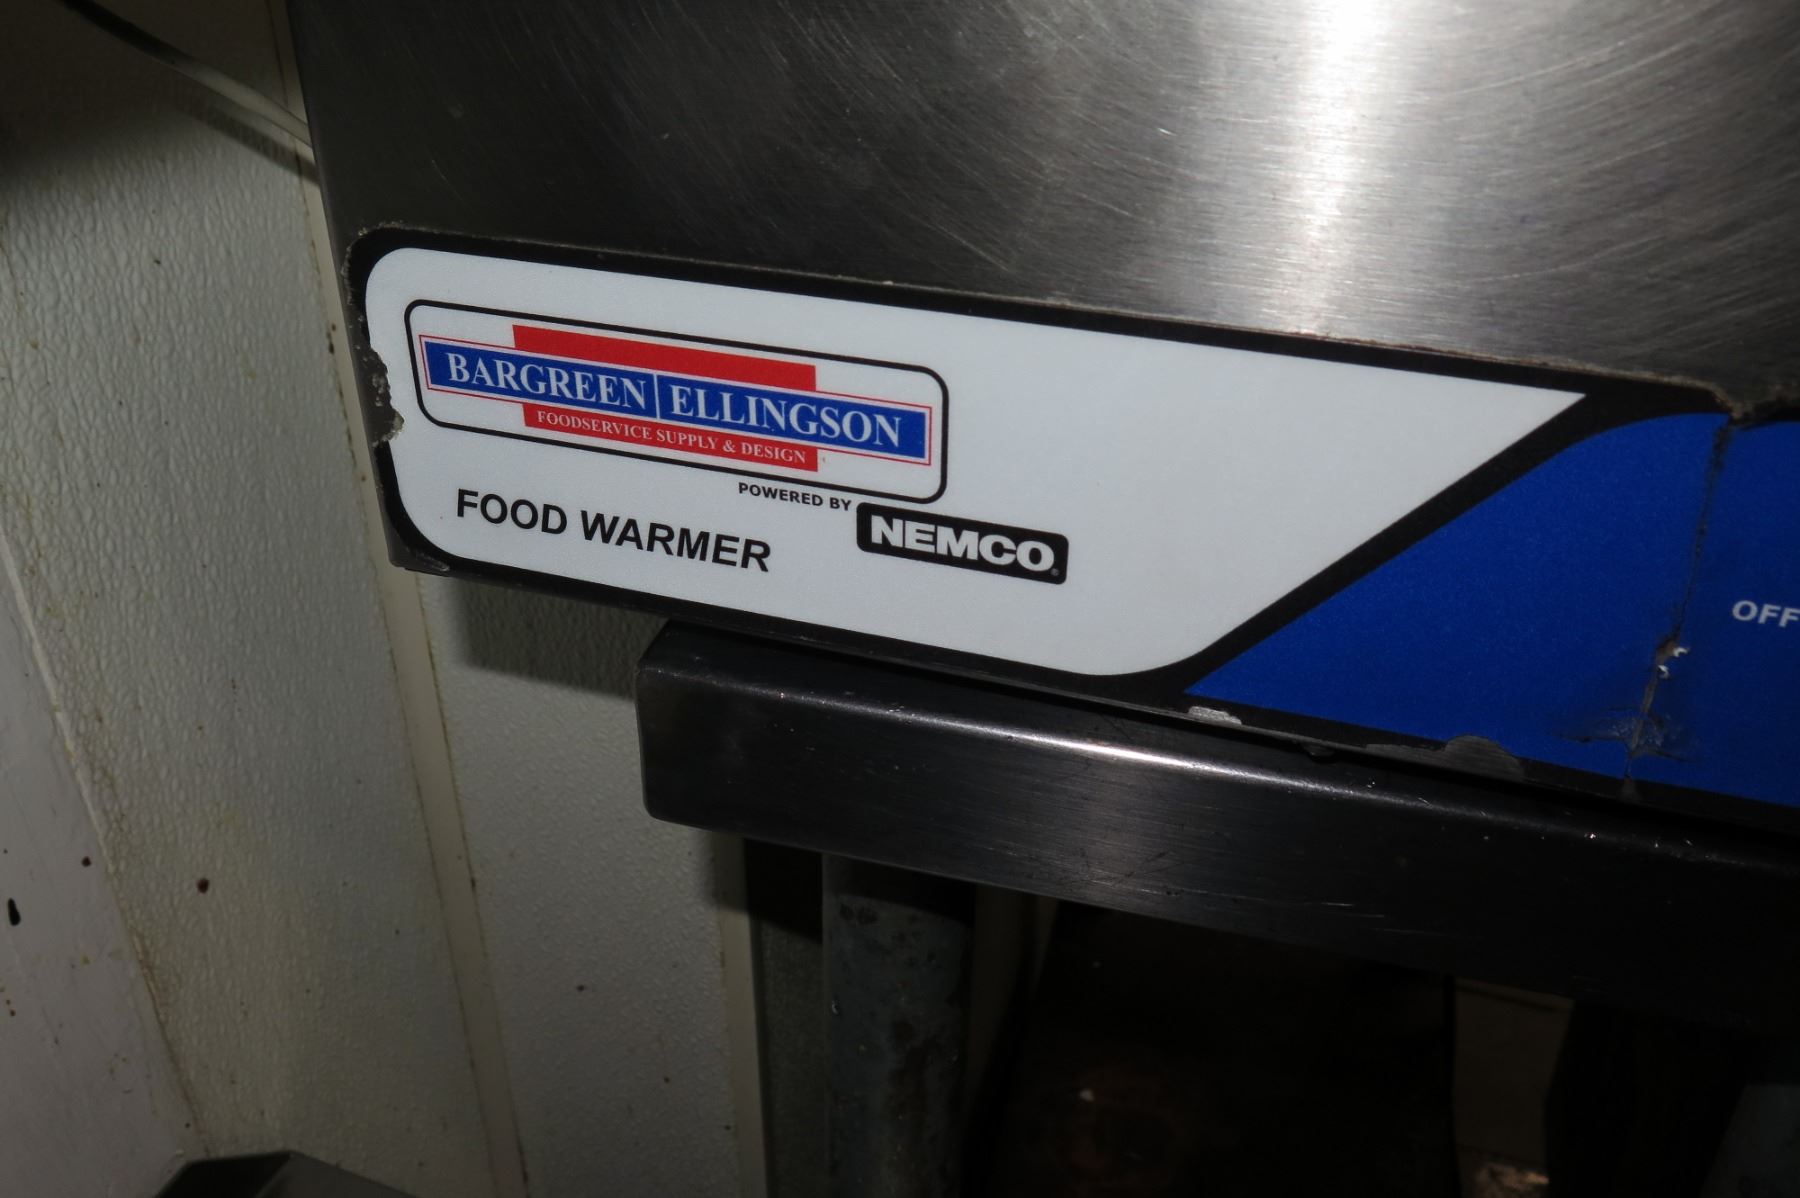 BARGREEN ELLINGSON
FOODSERVICE SUPPLY & DESIGN
POWERED BY
NEMCO
FOOD WARMER
OFF